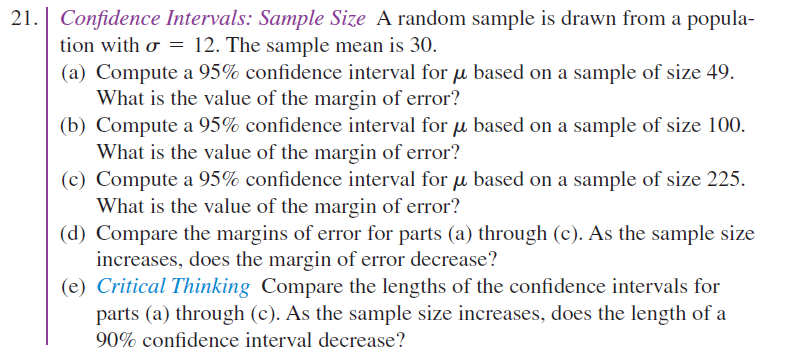 21. Confidence Intervals: Sample Size A random sample is drawn from a popula-
tion with σ = 12. The sample mean is 30.
(a) Compute a 95% confidence interval for μ based on a sample of size 49.
What is the value of the margin of error?
(b) Compute a 95% confidence interval for μ based on a sample of size 100.
What is the value of the margin of error?
(c) Compute a 95% confidence interval for μ based on a sample of size 225.
What is the value of the margin of error?
(d) Compare the margins of error for parts (a) through (c). As the sample size
increases, does the margin of error decrease?
(e) Critical Thinking Compare the lengths of the confidence intervals for
parts (a) through (c). As the sample size increases, does the length of a
90% confidence interval decrease?